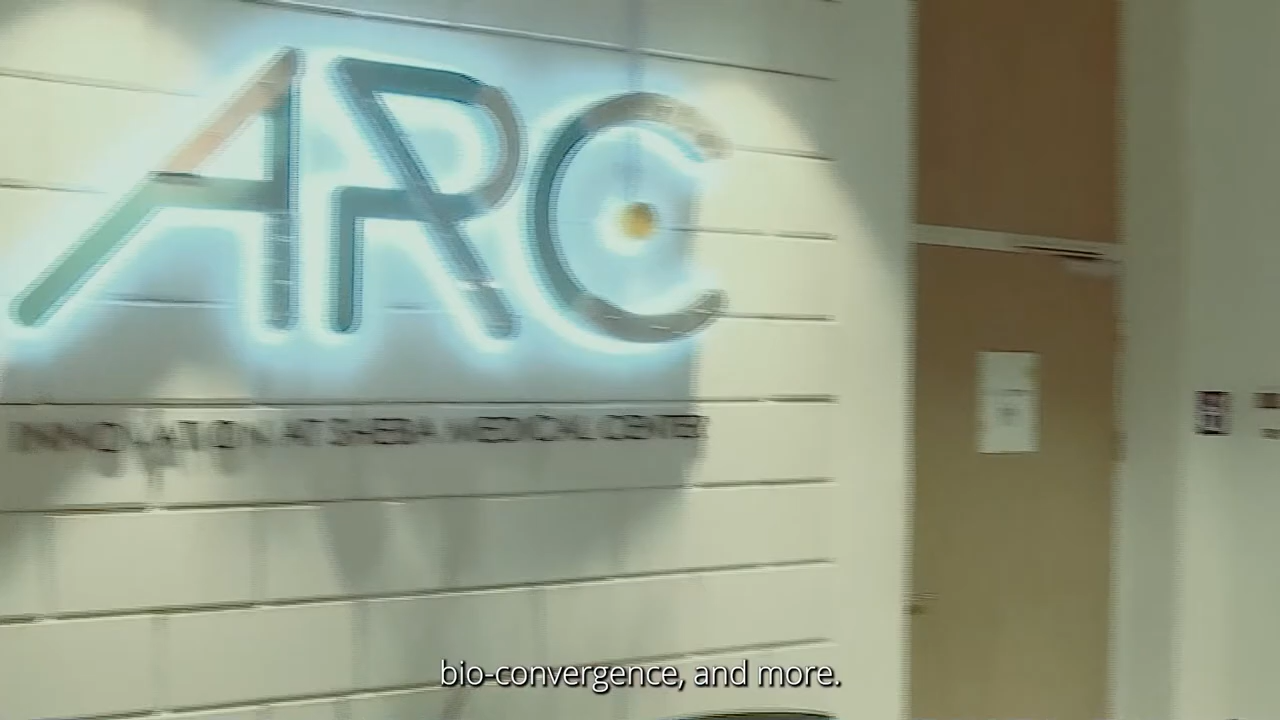 ARC
INNOVATION AT SHEBA MEDICAL CENTER
bio-convergence, and more.